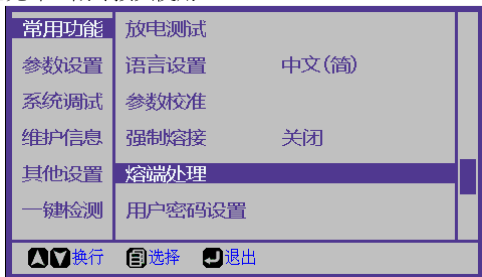 常用功能 放电测试
参数设置 语言设置 中文(简)
系统调试 参数校准
维护信息 强制熔接 关闭
其他设置 熔端处理
一键检测 用户密码设置
换行 选择 退出